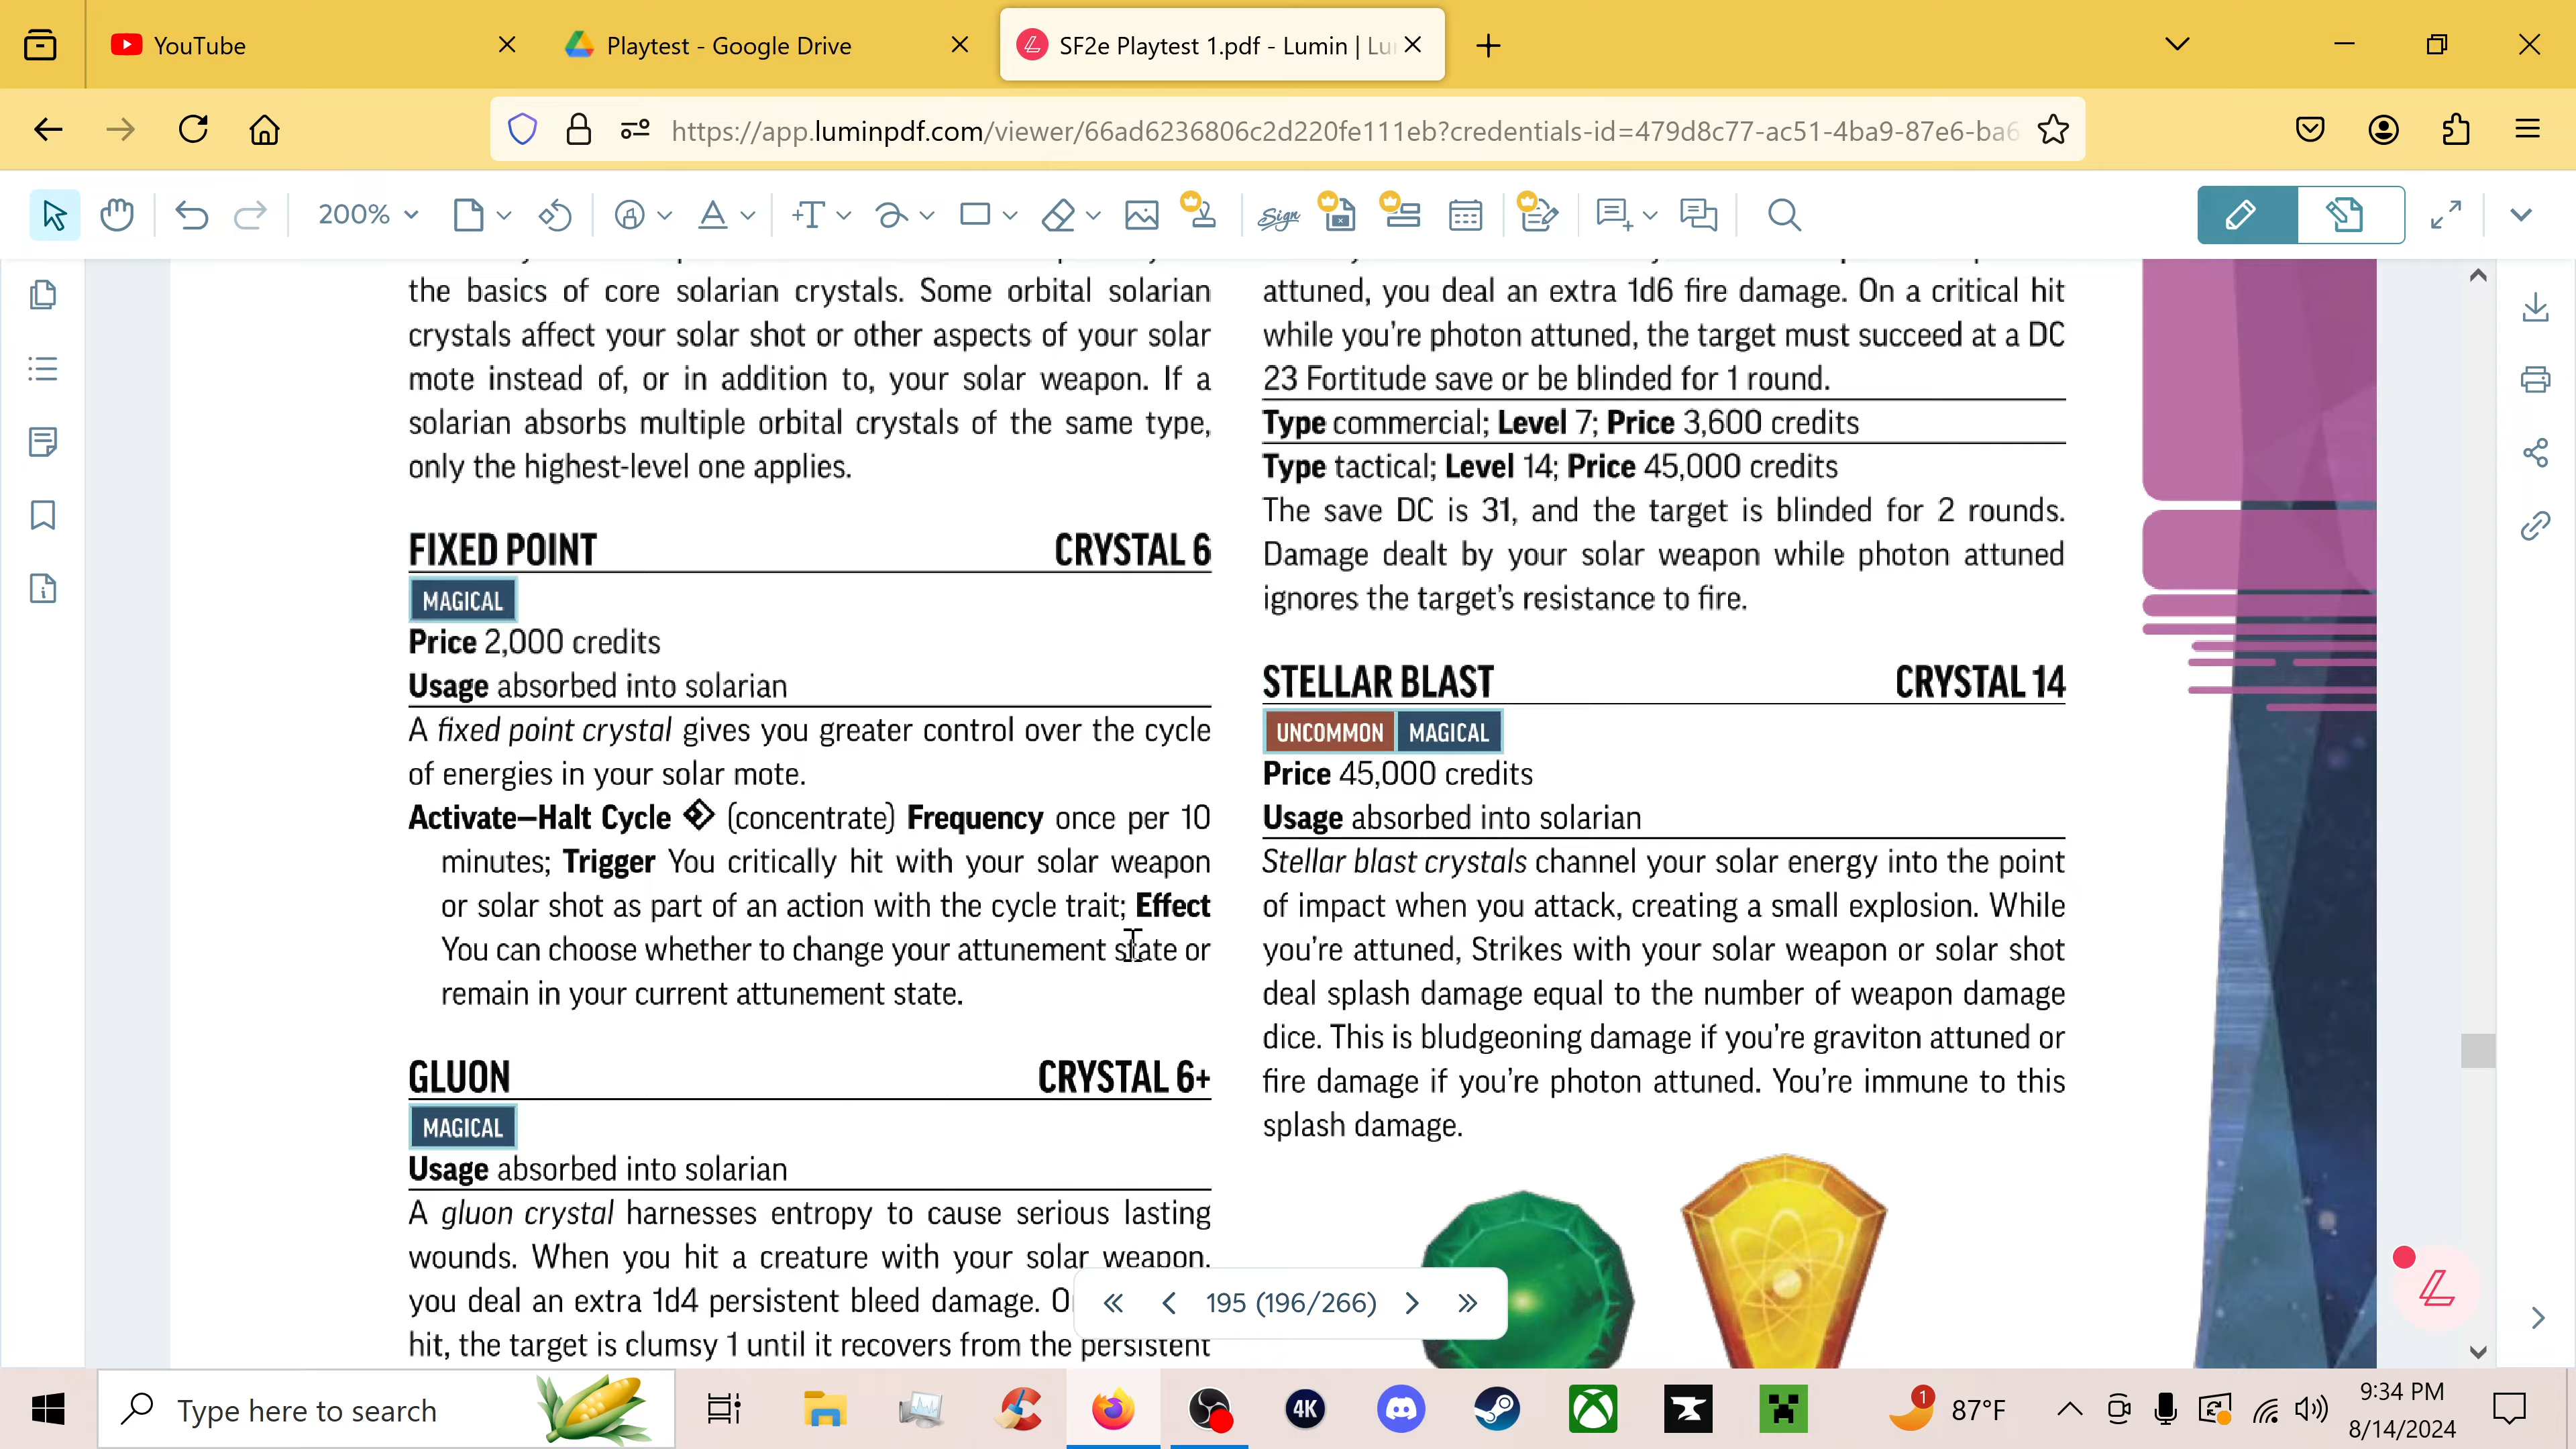 YouTube
Playtest - Google Drive
SF2e Playtest 1.pdf - Lumin | Lu
https://app.luminpdf.com/viewer/66ad6236806c2d220fe111eb?credentials-id=479d8c77-ac51-4ba9-87e6-ba6
200%
Sign
the basics of core solarian crystals. Some orbital solarian
crystals affect your solar shot or other aspects of your solar
mote instead of, or in addition to, your solar weapon. If a
solarian absorbs multiple orbital crystals of the same type,
only the highest-level one applies.
FIXED POINT CRYSTAL 6
MAGICAL
Price 2,000 credits
Usage absorbed into solarian
A fixed point crystal gives you greater control over the cycle
of energies in your solar mote.
Activate—Halt Cycle (concentrate) Frequency once per 10
minutes; Trigger You critically hit with your solar weapon
or solar shot as part of an action with the cycle trait; Effect
You can choose whether to change your attunement state or
remain in your current attunement state.
GLUON CRYSTAL 6+
MAGICAL
Usage absorbed into solarian
A gluon crystal harnesses entropy to cause serious lasting
wounds. When you hit a creature with your solar weapon,
you deal an extra 1d4 persistent bleed damage.
hit, the target is clumsy 1 until it recovers from the persistent
attuned, you deal an extra 1d6 fire damage. On a critical hit
while you're photon attuned, the target must succeed at a DC
23 Fortitude save or be blinded for 1 round.
Type commercial; Level 7; Price 3,600 credits
Type tactical; Level 14; Price 45,000 credits
The save DC is 31, and the target is blinded for 2 rounds.
Damage dealt by your solar weapon while photon attuned
ignores the target's resistance to fire.
STELLAR BLAST CRYSTAL 14
UNCOMMON MAGICAL
Price 45,000 credits
Usage absorbed into solarian
Stellar blast crystals channel your solar energy into the point
of impact when you attack, creating a small explosion. While
you're attuned, Strikes with your solar weapon or solar shot
deal splash damage equal to the number of weapon damage
dice. This is bludgeoning damage if you're graviton attuned or
fire damage if you're photon attuned. You're immune to this
splash damage.
195 (196/266)
Type here to search
4K
1
87°F
9:34 PM
8/14/2024